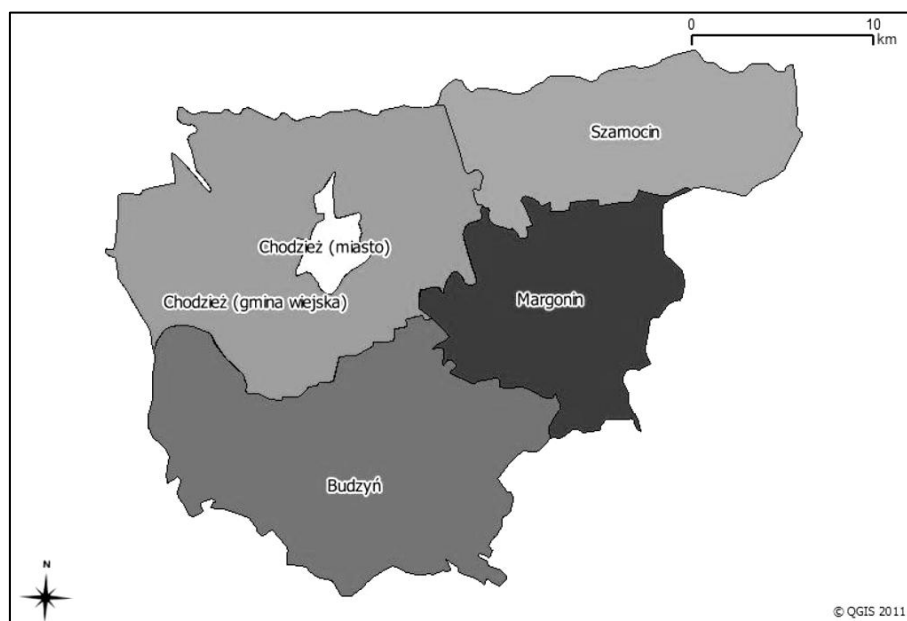 0 10
km
Szamocin
Chodzież (miasto)
Chodzież (gmina wiejska)
Margonin
Budzyń
N
© QGIS 2011